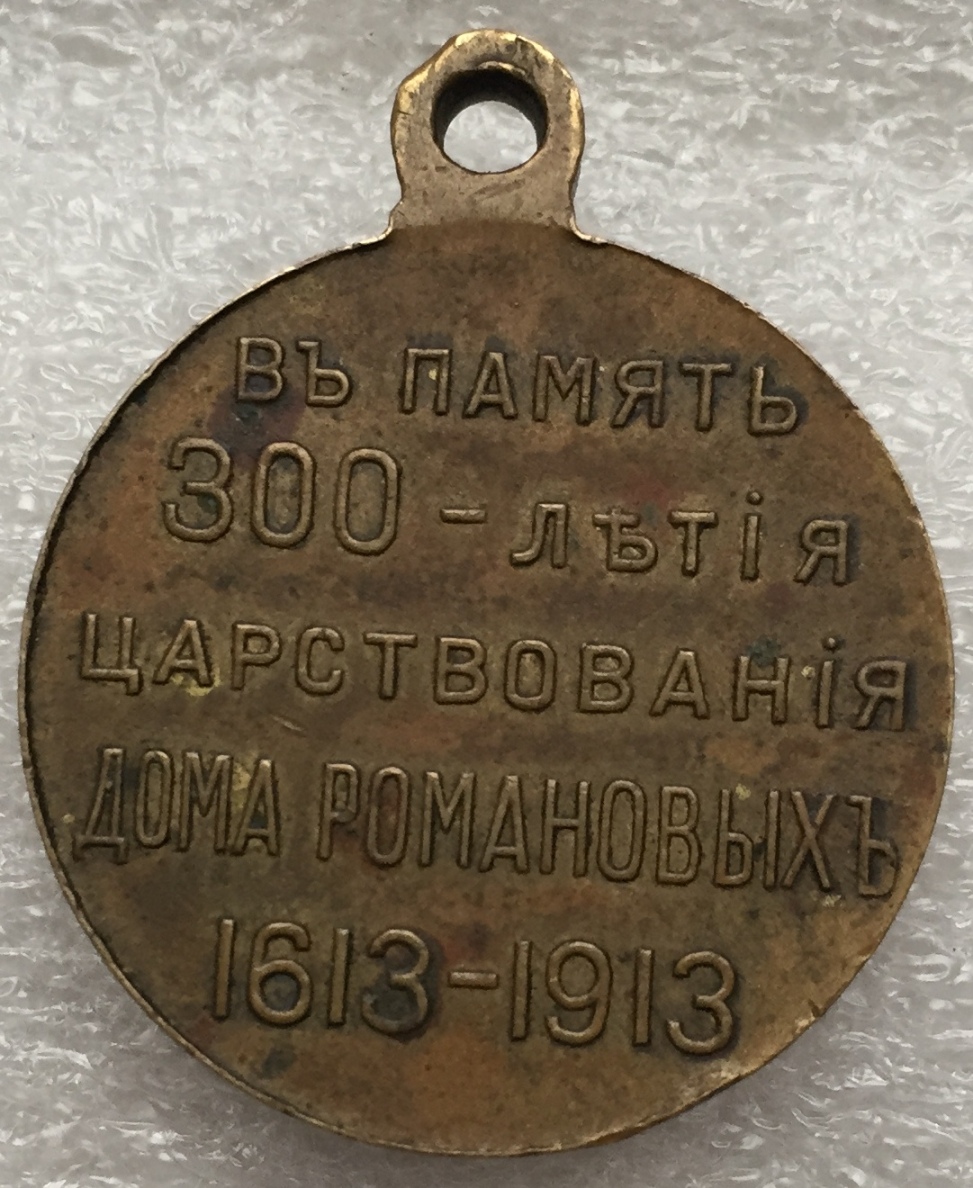 ВЪ ПАМЯТЬ
300-лѣтія
ЦАРСТВОВАНІЯ
ДОМА РОМАНОВЫХЪ
1613-1913